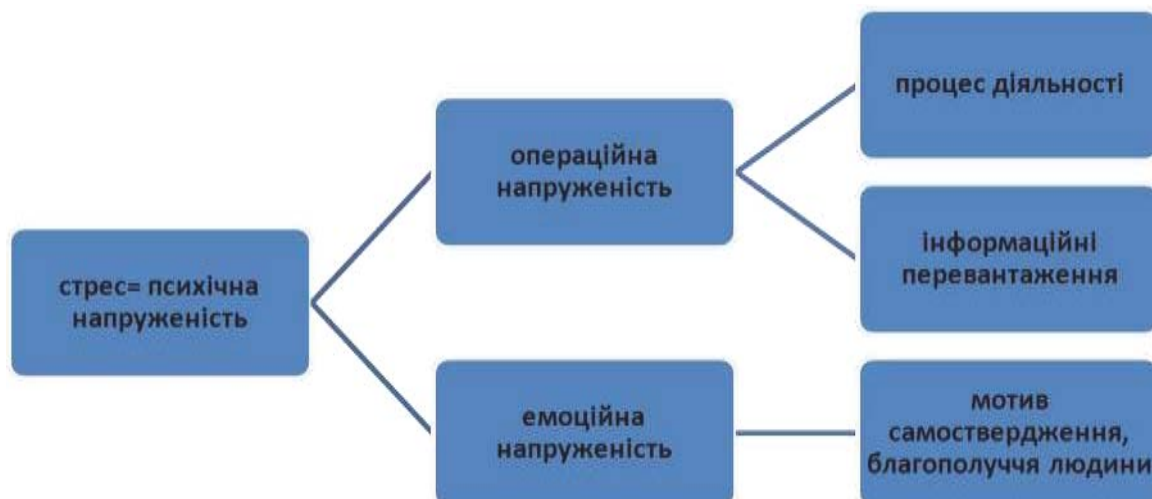 стрес= психічна
напруженість
операційна
напруженість
процес діяльності
інформаційні
перевантаження
емоційна
напруженість
мотив
самоствердження,
благополуччя людини